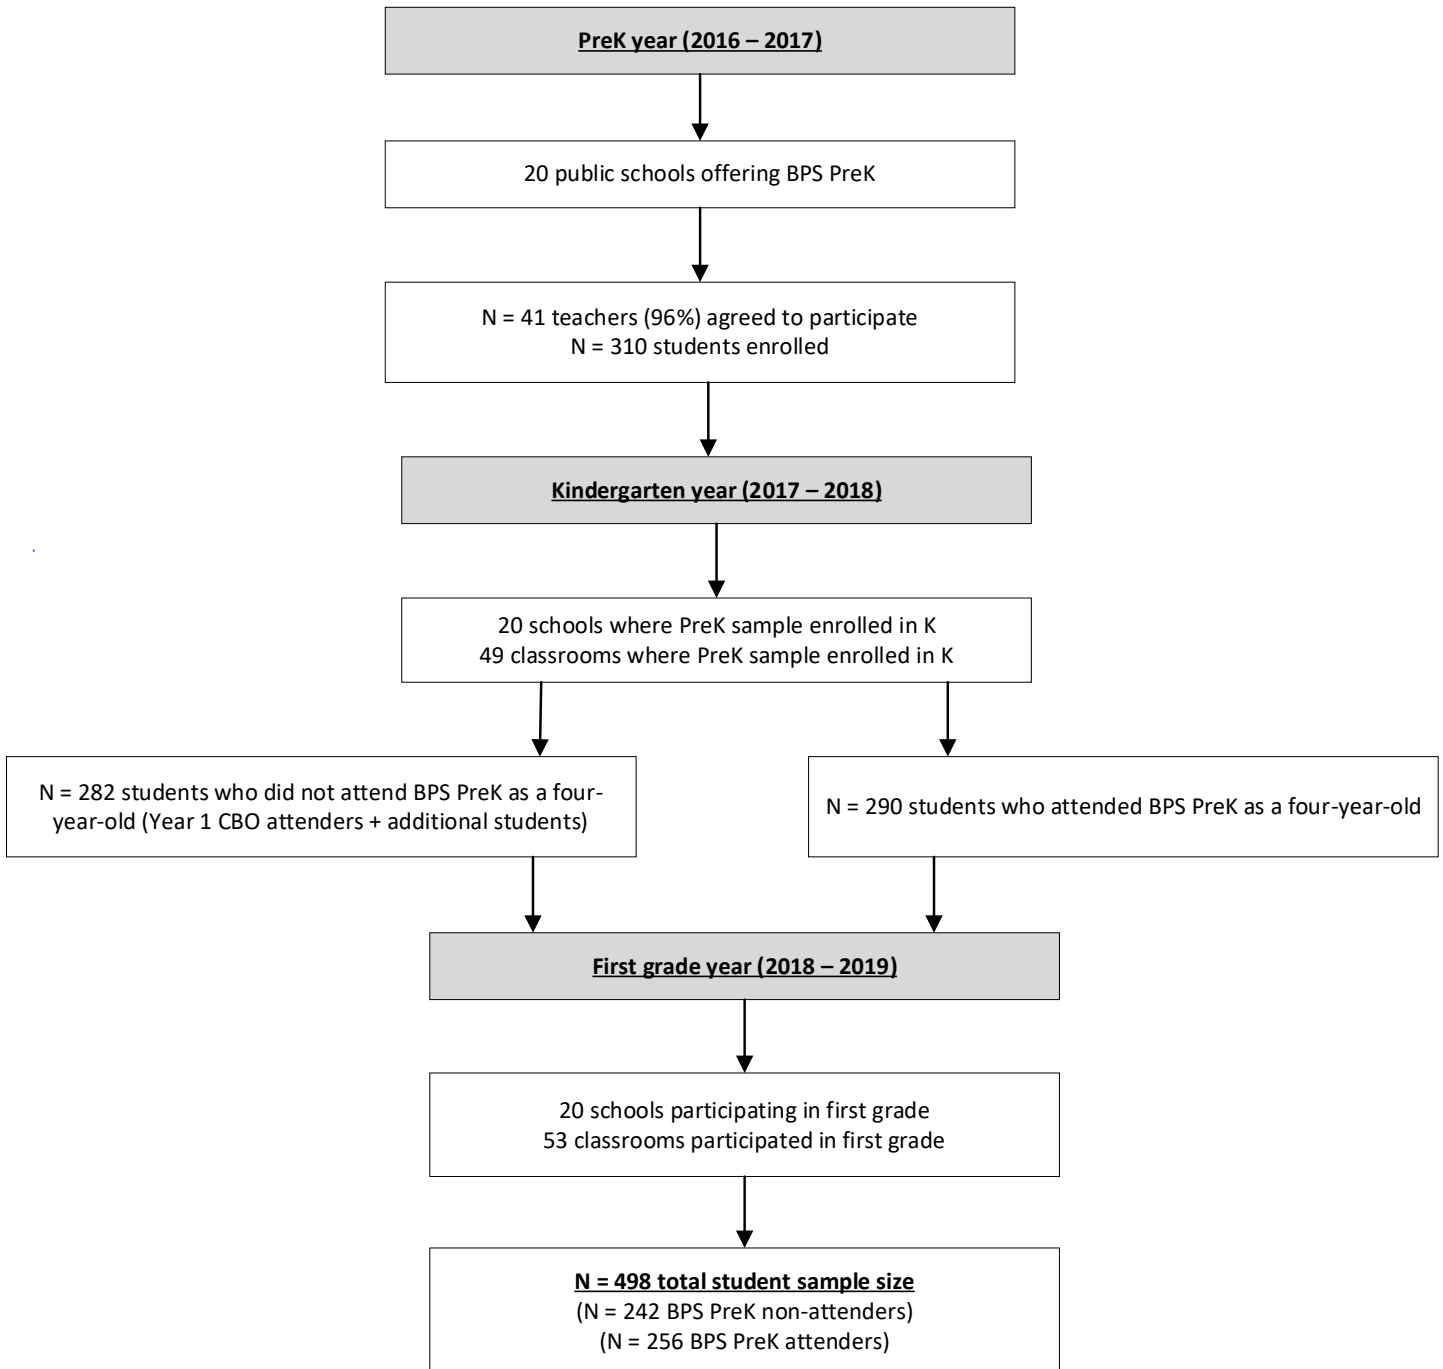 PreK year (2016 – 2017)
20 public schools offering BPS PreK
N = 41 teachers (96%) agreed to participate
N = 310 students enrolled
Kindergarten year (2017 – 2018)
20 schools where PreK sample enrolled in K
49 classrooms where PreK sample enrolled in K
N = 282 students who did not attend BPS PreK as a four-
year-old (Year 1 CBO attenders + additional students)
N = 290 students who attended BPS PreK as a four-year-old
First grade year (2018 – 2019)
20 schools participating in first grade
53 classrooms participated in first grade
N = 498 total student sample size
(N = 242 BPS PreK non-attenders)
(N = 256 BPS PreK attenders)